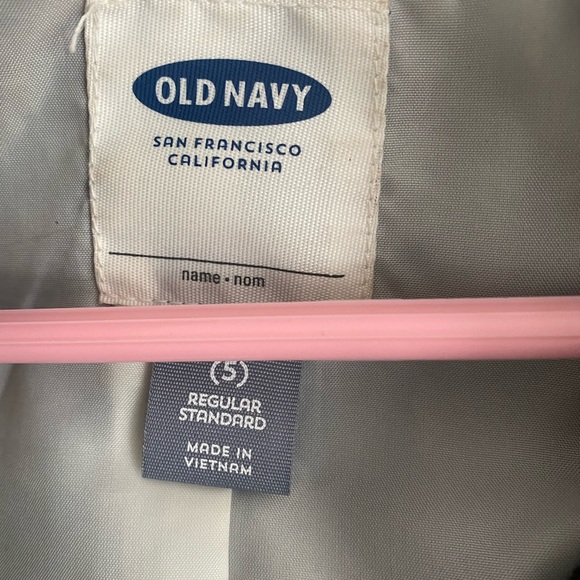 OLD NAVY
SAN FRANCISCO
CALIFORNIA
name • nom
(5)
REGULAR
STANDARD
MADE IN
VIETNAM